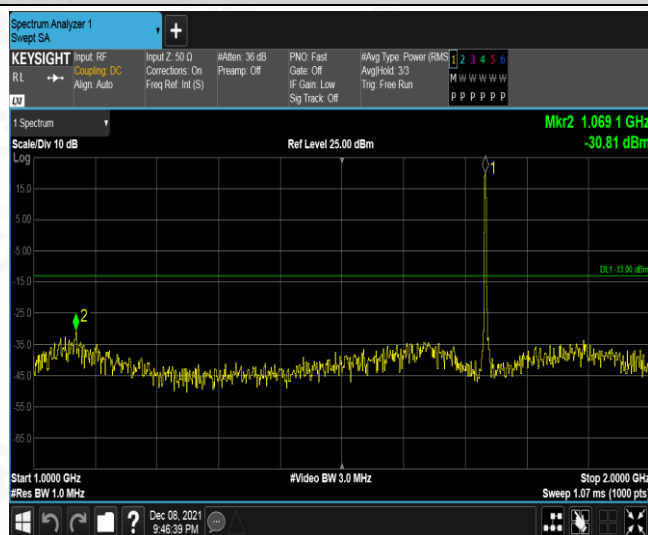 Spectrum Analyzer 1
Swept SA
+
KEYSIGHT
RL
LXI
Input: RF
Coupling: DC
Align: Auto
Input Z: 50 Ω
Corrections: On
Freq Ref: Int (S)
#Atten: 36 dB
Preamp: Off
PNO: Fast
Gate: Off
IF Gain: Low
Sig Track: Off
#Avg Type: Power (RMS
Avg|Hold: 3/3
Trig: Free Run
1 2 3 4 5 6
M W W W W W
P P P P P P
1 Spectrum
Mkr2 1.069 1 GHz
-30.81 dBm
Scale/Div 10 dB
Ref Level 25.00 dBm
Log
1
15.0
5.00
-5.00
DL1 -13.00 dBm
-15.0
2
-25.0
-35.0
-45.0
-55.0
-65.0
Start 1.0000 GHz
#Video BW 3.0 MHz
Stop 2.0000 GHz
#Res BW 1.0 MHz
Sweep 1.07 ms (1000 pts)
?
Dec 08, 2021
9:46:39 PM